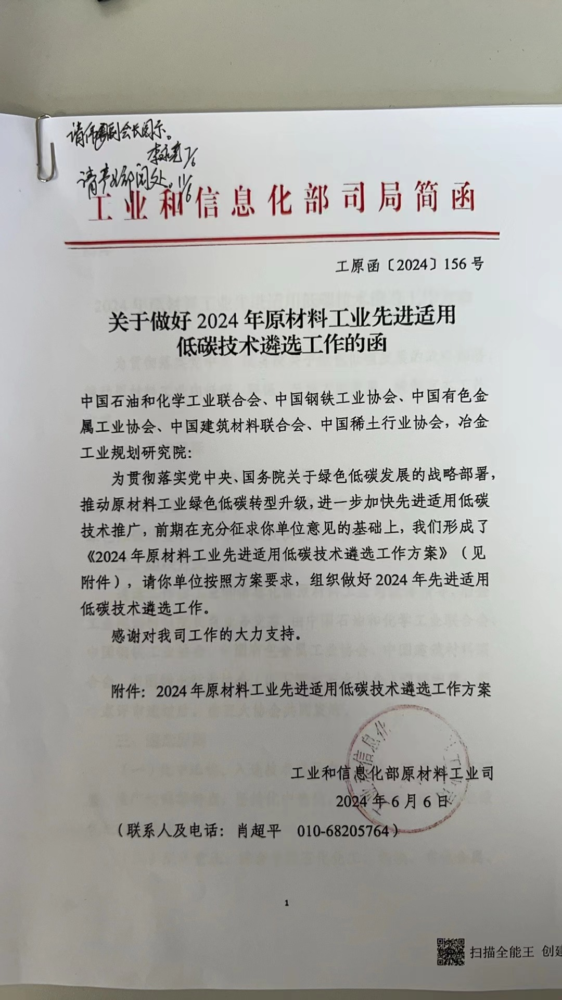 请伟军副会长阅示。
李永亮 7/6
请产业部阅处。11/6
工业和信息化部司局简函
工原函〔2024〕156号
关于做好2024年原材料工业先进适用
低碳技术遴选工作的函
中国石油和化学工业联合会、中国钢铁工业协会、中国有色金
属工业协会、中国建筑材料联合会、中国稀土行业协会，冶金
工业规划研究院：
为贯彻落实党中央、国务院关于绿色低碳发展的战略部署，
推动原材料工业绿色低碳转型升级，进一步加快先进适用低碳
技术推广，前期在充分征求你单位意见的基础上，我们形成了
《2024年原材料工业先进适用低碳技术遴选工作方案》（见
附件），请你单位按照方案要求，组织做好2024年先进适用
低碳技术遴选工作。
感谢对我司工作的大力支持。
附件：2024年原材料工业先进适用低碳技术遴选工作方案
工业和信息化部原材料工业司
2024年6月6日
（联系人及电话：肖超平 010-68205764）
1
扫描全能王 创建